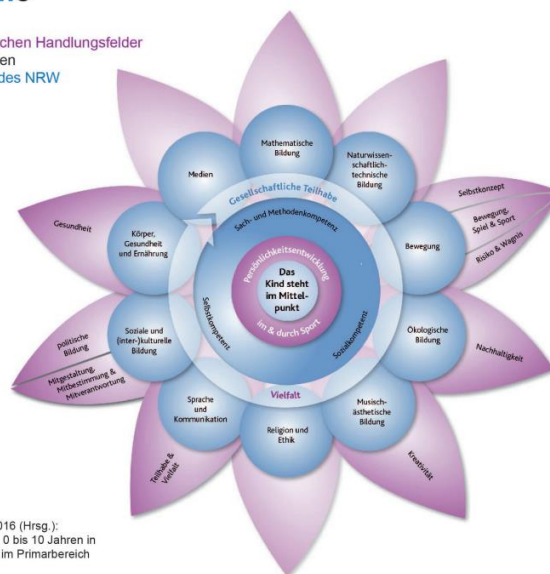 chen Handlungsfelder
en
des NRW
Mathematische
Bildung
Medien
Naturwissen-
schaftlich-
technische
Bildung
Gesellschaftliche Teilhabe
Sach- und Methodenkompetenz
Selbstkonzept
Bewegung,
Spiel & Sport
Risiko & Wagnis
Gesundheit
Körper,
Gesundheit
und Ernährung
Bewegung
Persönlichkeitsentwicklung
Das
Kind steht
im Mittel-
punkt
im & durch Sport
Selbstkompetenz
Sozialkompetenz
politische
Bildung
Mitgestaltung,
Mitbestimmung &
Mitverantwortung
Soziale und
(inter-)kulturelle
Bildung
Ökologische
Bildung
Nachhaltigkeit
Vielfalt
Sprache
und
Kommunikation
Religion und
Ethik
Musisch-
ästhetische
Bildung
Teilhabe &
Vielfalt
Kreativität
016 (Hrsg.):
0 bis 10 Jahren in
im Primarbereich